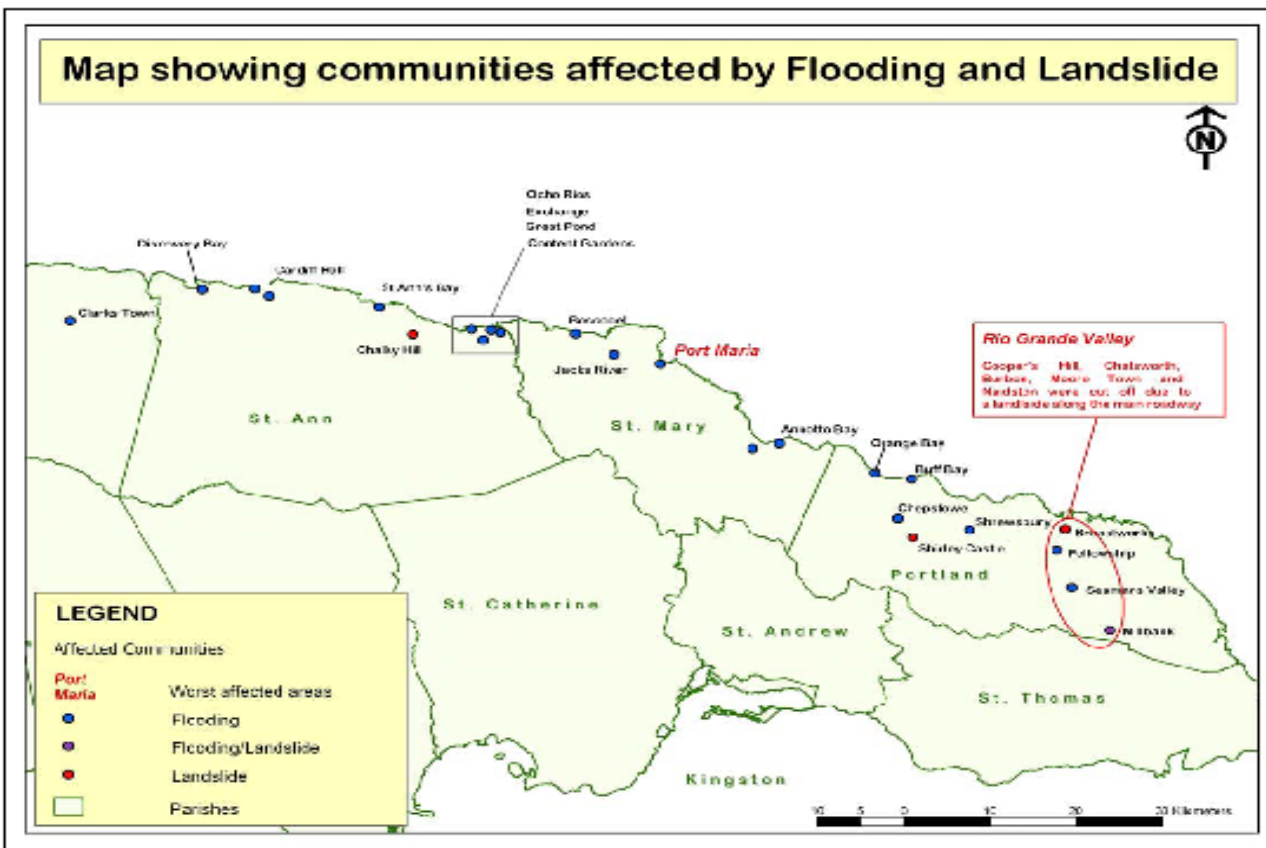 Map showing communities affected by Flooding and Landslide
N
Ocho Rios
Exchange
Great Pond
Content Gardens
Discovery Bay
Cardiff Hall
St Ann's Bay
Clarks Town
Chalky Hill
Jacks River
Port Maria
Rio Grande Valley
Cooper's Hill, Chatsworth,
Moore Town and
were cut off due to
a landslide along the main roadway
St. Ann
St. Mary
Annotto Bay
Orange Bay
Buff Bay
Chepstowe
Shrewsbury
Shirley Castle
Fellowship
Portland
Seamans Valley
Millbank
St. Catherine
St. Andrew
St. Thomas
Kingston
LEGEND
Affected Communities
Port
Maria
Worst affected areas
Flooding
Flooding/Landslide
Landslide
Parishes
10 5 0 10 20 30 Kilometers